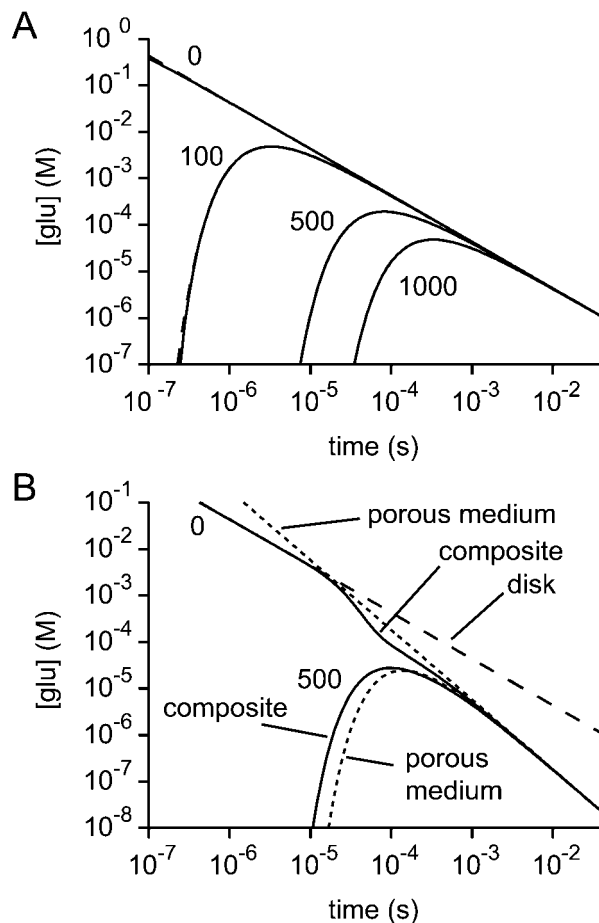 A
10^0
10^-1
10^-2
10^-3
10^-4
10^-5
10^-6
10^-7
[glu] (M)
0
100
500
1000
10^-7
10^-6
10^-5
10^-4
10^-3
10^-2
time (s)
B
10^-1
10^-2
10^-3
10^-4
10^-5
10^-6
10^-7
10^-8
[glu] (M)
0
porous medium
composite
disk
500
composite
porous
medium
10^-7
10^-6
10^-5
10^-4
10^-3
10^-2
time (s)